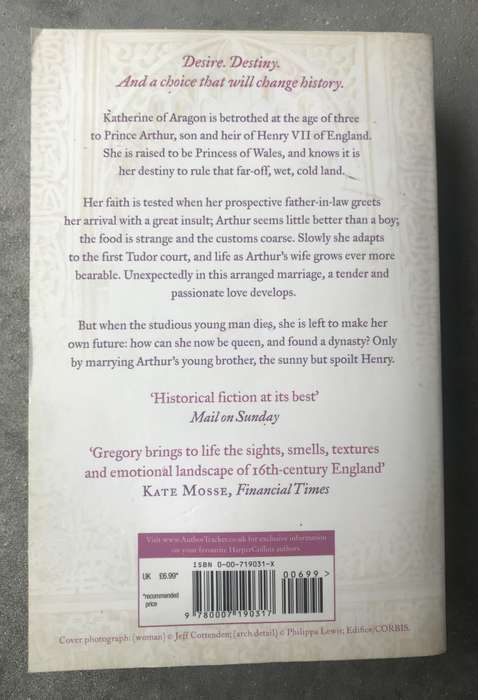 Desire. Destiny.
And a choice that will change history.
Katherine of Aragon is betrothed at the age of three
to Prince Arthur, son and heir of Henry VII of England.
She is raised to be Princess of Wales, and knows it is
her destiny to rule that far-off, wet, cold land.
Her faith is tested when her prospective father-in-law greets
her arrival with a great insult; Arthur seems little better than a boy;
the food is strange and the customs coarse. Slowly she adapts
to the first Tudor court, and life as Arthur's wife grows ever more
bearable. Unexpectedly in this arranged marriage, a tender and
passionate love develops.
But when the studious young man dies, she is left to make her
own future: how can she now be queen, and found a dynasty? Only
by marrying Arthur's young brother, the sunny but spoilt Henry.
'Historical fiction at its best'
Mail on Sunday
'Gregory brings to life the sights, smells, textures
and emotional landscape of 16th-century England'
KATE MOSSE, Financial Times
Visit www.AuthorTracker.co.uk for exclusive information
on your favourite HarperCollins authors.
ISBN 0-00-719031-X
UK £6.99*
*recommended
price
00699 >
9 780007 190317
Cover photograph: (woman) © Jeff Cottenden; (arch detail) © Philippa Lewis; Edifice/CORBIS.